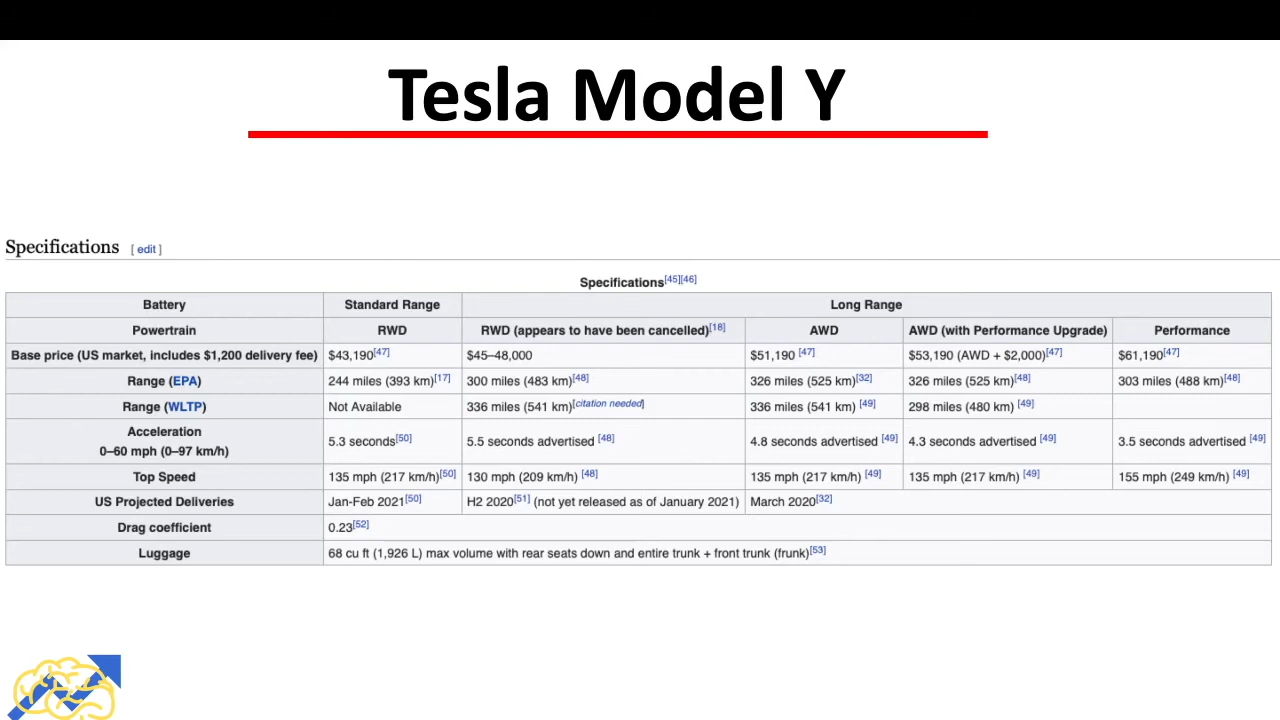 Tesla Model Y
Specifications [ edit ]
Specifications[45][46]
Battery Standard Range Long Range
Powertrain RWD RWD (appears to have been cancelled)[18] AWD AWD (with Performance Upgrade) Performance
Base price (US market, includes $1,200 delivery fee) $43,190[47] $45–48,000 $51,190 [47] $53,190 (AWD + $2,000)[47] $61,190[47]
Range (EPA) 244 miles (393 km)[17] 300 miles (483 km)[48] 326 miles (525 km)[32] 326 miles (525 km)[48] 303 miles (488 km)[48]
Range (WLTP) Not Available 336 miles (541 km)[citation needed] 336 miles (541 km) [49] 298 miles (480 km) [49]
Acceleration
0–60 mph (0–97 km/h) 5.3 seconds[50] 5.5 seconds advertised [48] 4.8 seconds advertised [49] 4.3 seconds advertised [49] 3.5 seconds advertised [49]
Top Speed 135 mph (217 km/h)[50] 130 mph (209 km/h) [48] 135 mph (217 km/h) [49] 135 mph (217 km/h) [49] 155 mph (249 km/h) [49]
US Projected Deliveries Jan-Feb 2021[50] H2 2020[51] (not yet released as of January 2021) March 2020[32]
Drag coefficient 0.23[52]
Luggage 68 cu ft (1,926 L) max volume with rear seats down and entire trunk + front trunk (frunk)[53]